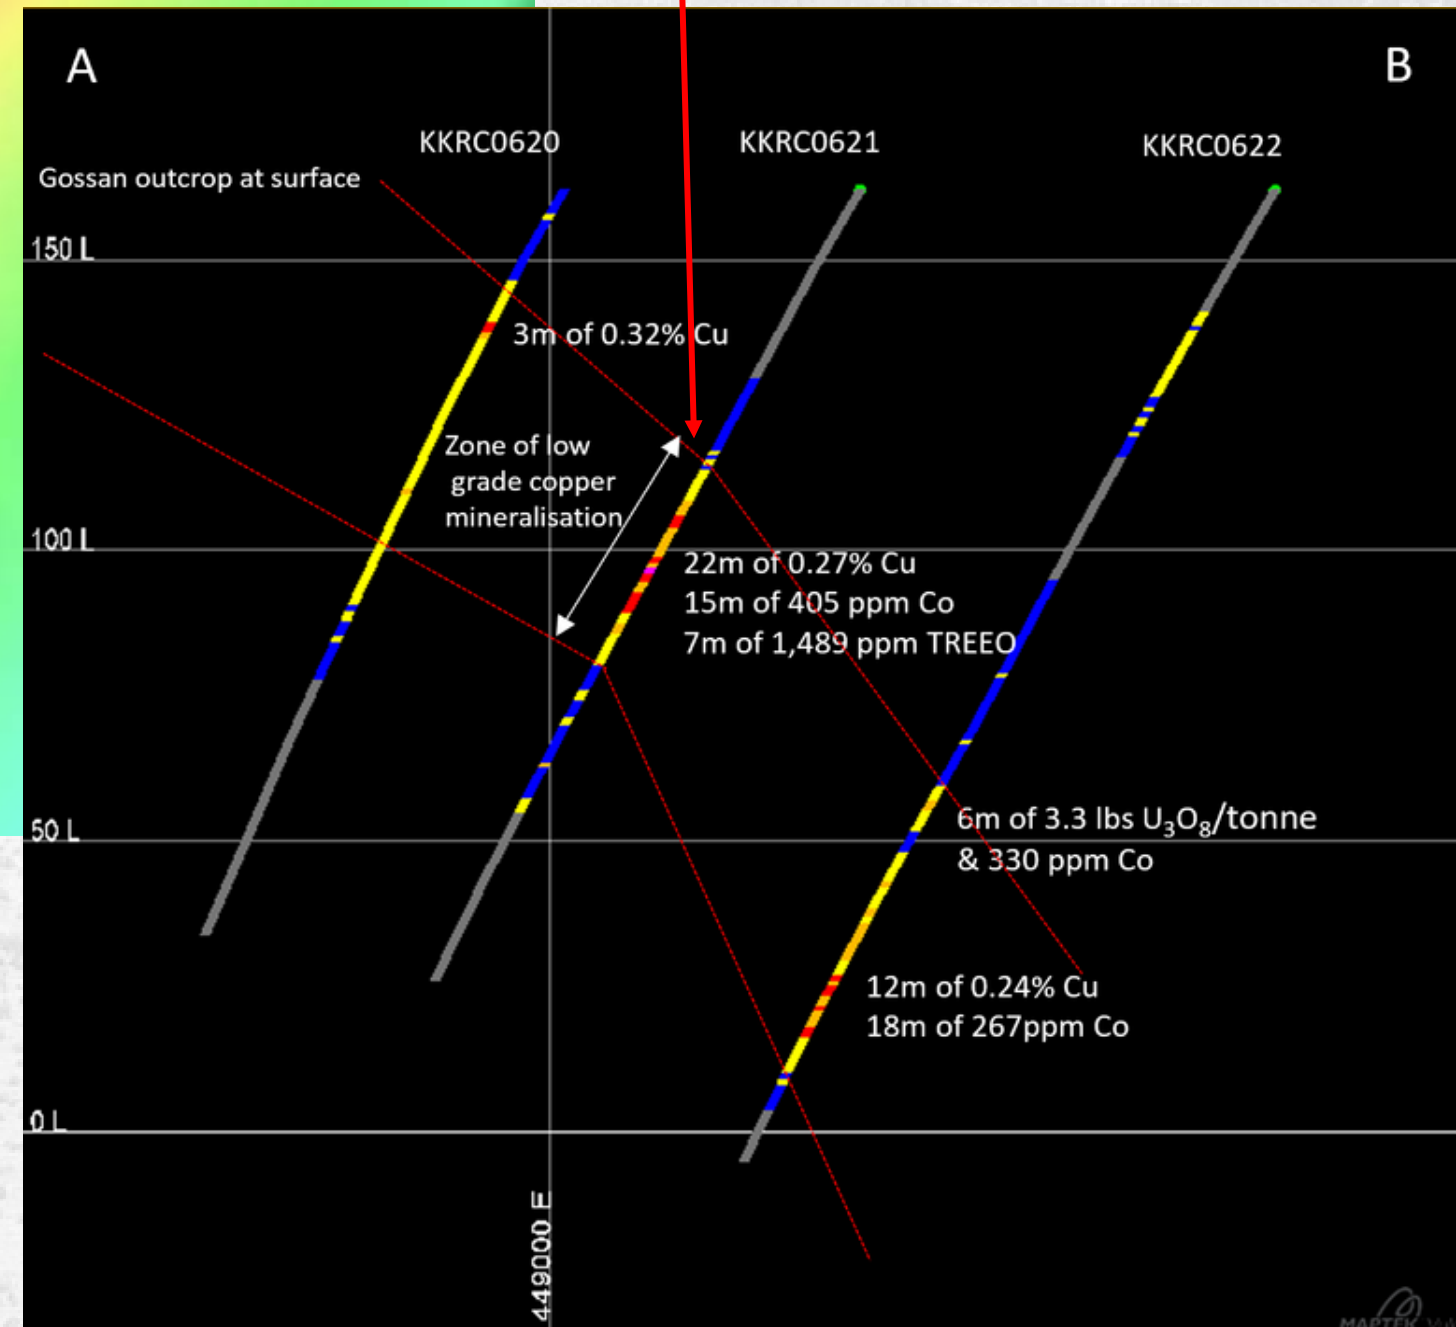 A
B
KKRC0620
KKRC0621
KKRC0622
Gossan outcrop at surface
150 L
3m of 0.32% Cu
Zone of low
grade copper
mineralisation
100 L
22m of 0.27% Cu
15m of 405 ppm Co
7m of 1,489 ppm TREEO
50 L
6m of 3.3 lbs U₃O₈/tonne
& 330 ppm Co
12m of 0.24% Cu
18m of 267ppm Co
0 L
449000 E
MAPTEK